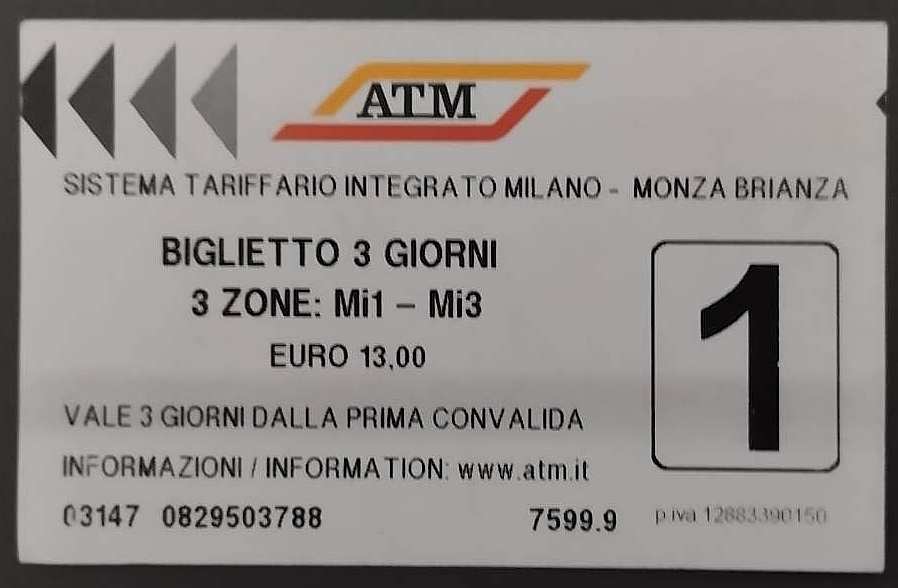 ATM
SISTEMA TARIFFARIO INTEGRATO MILANO - MONZA BRIANZA
BIGLIETTO 3 GIORNI
3 ZONE: Mi1 – Mi3
EURO 13,00
1
VALE 3 GIORNI DALLA PRIMA CONVALIDA
INFORMAZIONI / INFORMATION: www.atm.it
03147 0829503788 7599.9 p.iva 12883390150